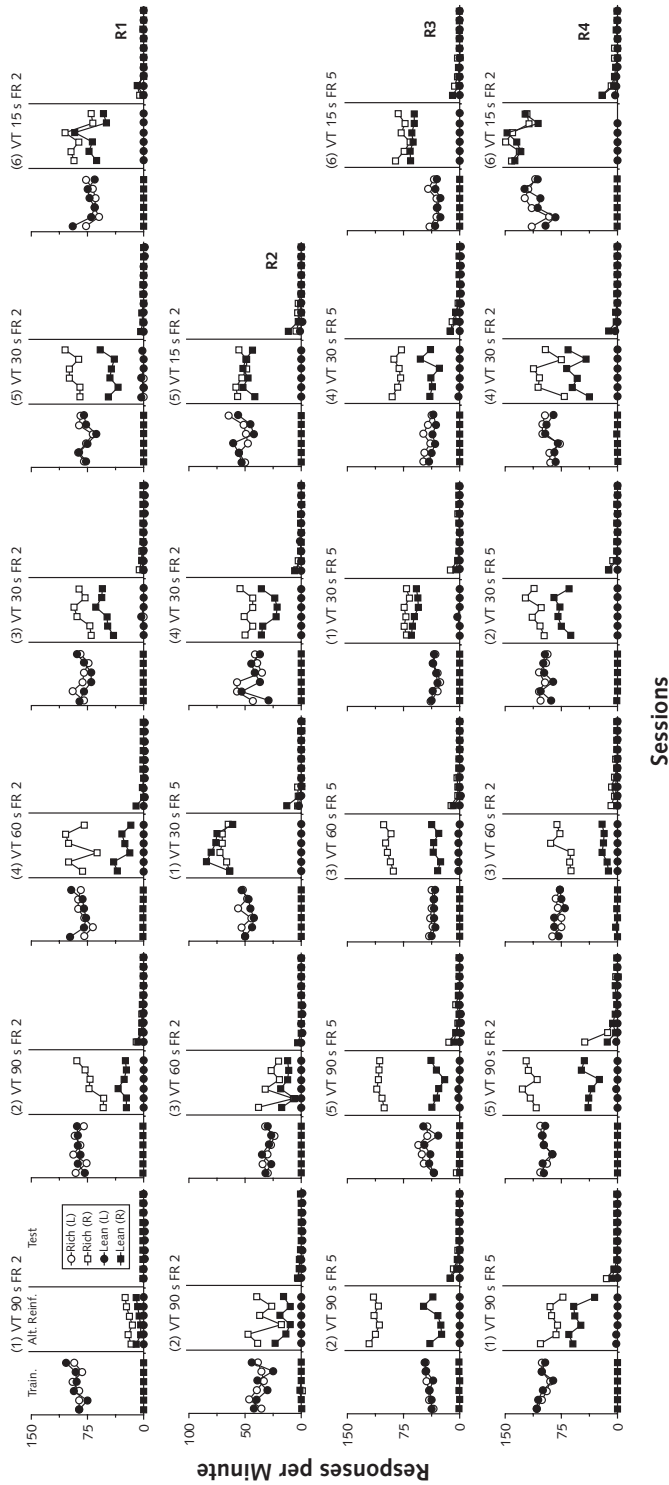 Responses per Minute
(1) VT 90 s FR 2 (2) VT 90 s FR 2 (4) VT 60 s FR 2 (3) VT 30 s FR 2 (5) VT 30 s FR 2 (6) VT 15 s FR 2
Train. Alt. Reinf. Test
R1
Rich (L)
Rich (R)
Lean (L)
Lean (R)
150
75
0
(2) VT 90 s FR 2 (3) VT 60 s FR 2 (1) VT 30 s FR 5 (4) VT 30 s FR 2 (5) VT 15 s FR 2
R2
100
50
0
(2) VT 90 s FR 5 (5) VT 90 s FR 5 (3) VT 60 s FR 5 (1) VT 30 s FR 5 (4) VT 30 s FR 5 (6) VT 15 s FR 5
R3
150
75
0
(1) VT 90 s FR 5 (5) VT 90 s FR 2 (3) VT 60 s FR 2 (2) VT 30 s FR 5 (4) VT 30 s FR 2 (6) VT 15 s FR 2
R4
150
75
0
Sessions